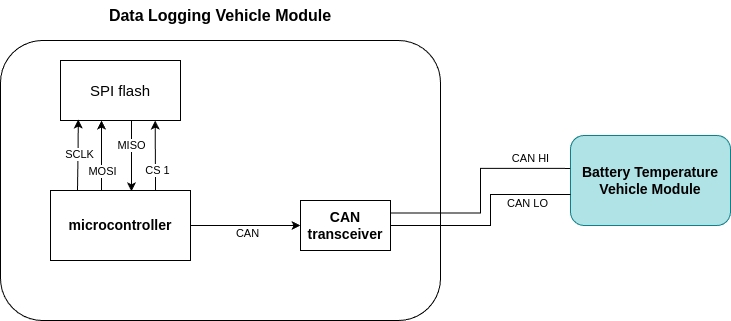 Data Logging Vehicle Module
SPI flash
SCLK
MOSI
MISO
CS 1
microcontroller
CAN
CAN
transceiver
CAN HI
CAN LO
Battery Temperature
Vehicle Module